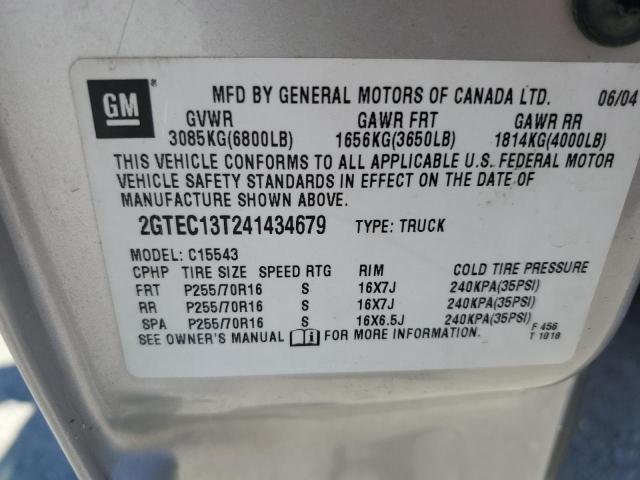 GM
MFD BY GENERAL MOTORS OF CANADA LTD. 06/04
GVWR GAWR FRT GAWR RR
3085KG(6800LB) 1656KG(3650LB) 1814KG(4000LB)
THIS VEHICLE CONFORMS TO ALL APPLICABLE U.S. FEDERAL MOTOR
VEHICLE SAFETY STANDARDS IN EFFECT ON THE DATE OF
MANUFACTURE SHOWN ABOVE.
2GTEC13T241434679 TYPE: TRUCK
MODEL: C15543
CPHP TIRE SIZE SPEED RTG RIM COLD TIRE PRESSURE
FRT P255/70R16 S 16X7J 240KPA(35PSI)
RR P255/70R16 S 16X7J 240KPA(35PSI)
SPA P255/70R16 S 16X6.5J 240KPA(35PSI) F 456
SEE OWNER'S MANUAL i FOR MORE INFORMATION. T 1018